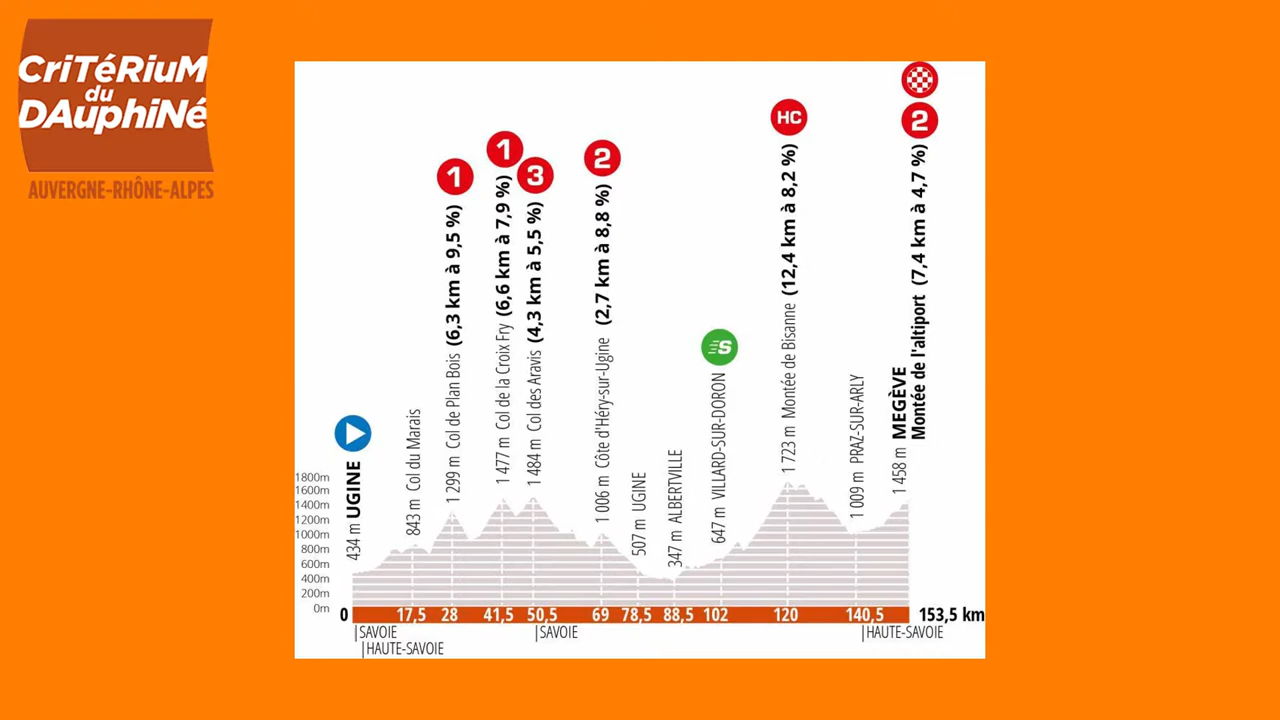 CriTéRiuM
du
DAuphiNé
AUVERGNE-RHÔNE-ALPES
434 m UGINE
843 m Col du Marais
1 299 m Col de Plan Bois (6,3 km à 9,5 %)
1
1 477 m Col de la Croix Fry (6,6 km à 7,9 %)
1
1 484 m Col des Aravis (4,3 km à 5,5 %)
3
1 006 m Côte d'Héry-sur-Ugine (2,7 km à 8,8 %)
2
507 m UGINE
347 m ALBERTVILLE
647 m VILLARD-SUR-DORON
S
1 723 m Montée de Bisanne (12,4 km à 8,2 %)
HC
1 009 m PRAZ-SUR-ARLY
1 458 m MEGÈVE
Montée de l'altiport (7,4 km à 4,7 %)
2
1800m
1600m
1400m
1200m
1000m
800m
600m
400m
200m
0m
0 17,5 28 41,5 50,5 69 78,5 88,5 102 120 140,5 153,5 km
|SAVOIE |SAVOIE |HAUTE-SAVOIE
|HAUTE-SAVOIE